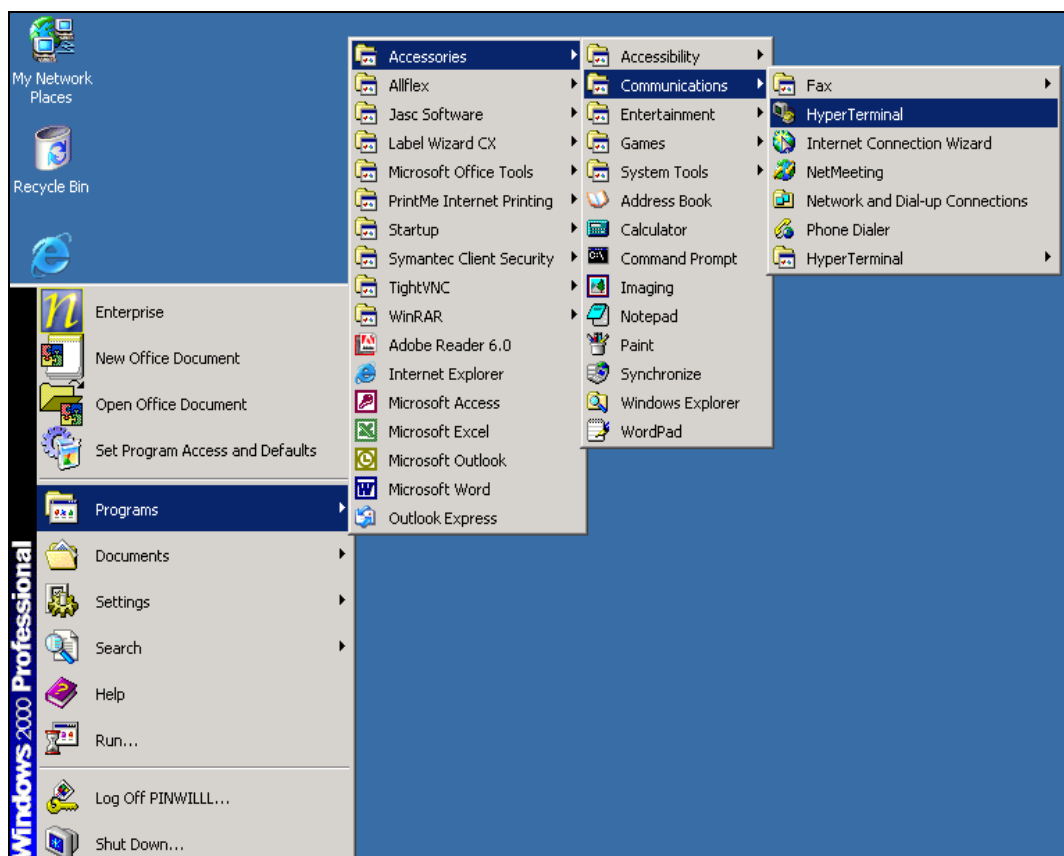 My Network
Places
Recycle Bin
Enterprise
New Office Document
Open Office Document
Set Program Access and Defaults
Programs
Documents
Settings
Search
Help
Run...
Log Off PINWILLL...
Shut Down...
Windows 2000 Professional
Accessories
Allflex
Jasc Software
Label Wizard CX
Microsoft Office Tools
PrintMe Internet Printing
Startup
Symantec Client Security
TightVNC
WinRAR
Adobe Reader 6.0
Internet Explorer
Microsoft Access
Microsoft Excel
Microsoft Outlook
Microsoft Word
Outlook Express
Accessibility
Communications
Entertainment
Games
System Tools
Address Book
Calculator
Command Prompt
Imaging
Notepad
Paint
Synchronize
Windows Explorer
WordPad
Fax
HyperTerminal
Internet Connection Wizard
NetMeeting
Network and Dial-up Connections
Phone Dialer
HyperTerminal